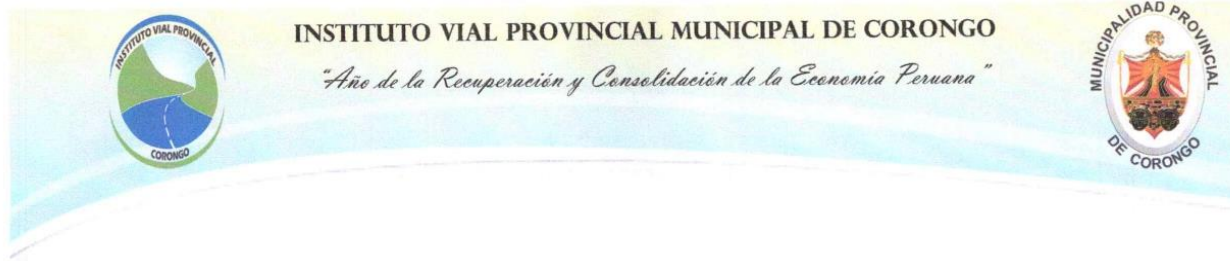 INSTITUTO VIAL PROVINCIAL
CORONGO
INSTITUTO VIAL PROVINCIAL MUNICIPAL DE CORONGO
"Año de la Recuperación y Consolidación de la Economía Peruana"
MUNICIPALIDAD PROVINCIAL
DE CORONGO